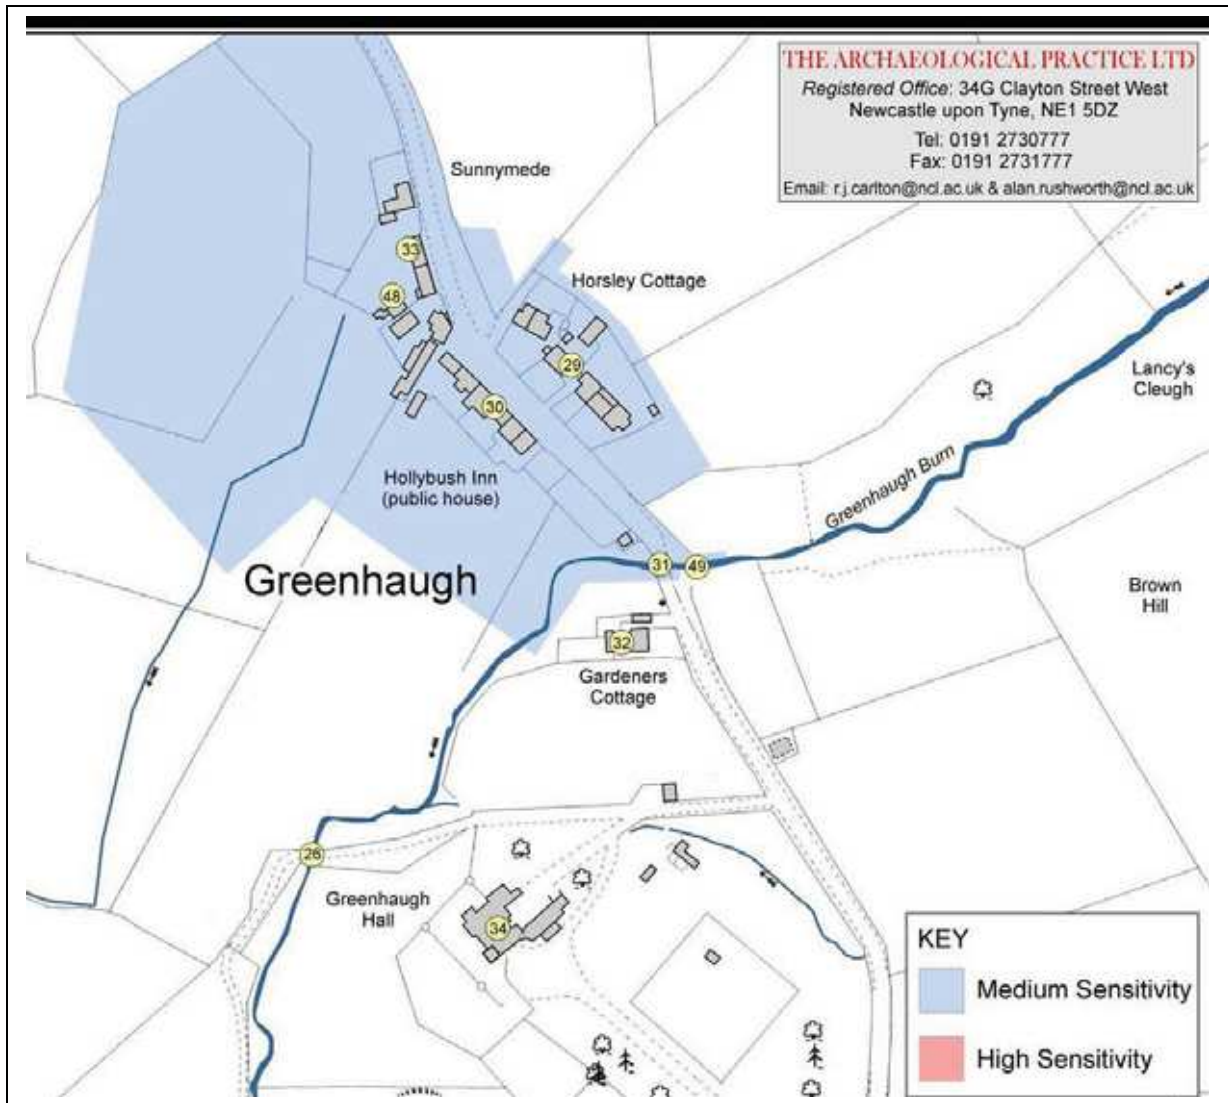 THE ARCHAEOLOGICAL PRACTICE LTD
Registered Office: 34G Clayton Street West
Newcastle upon Tyne, NE1 5DZ
Tel: 0191 2730777
Fax: 0191 2731777
Email: r.j.carlton@ncl.ac.uk & alan.rushworth@ncl.ac.uk
Sunnymede
33
Horsley Cottage
48
29
Lancy's
Cleugh
30
Hollybush Inn
(public house)
Greenhaugh Burn
Greenhaugh
31
49
Brown
Hill
32
Gardeners
Cottage
26
Greenhaugh
Hall
34
KEY
Medium Sensitivity
High Sensitivity